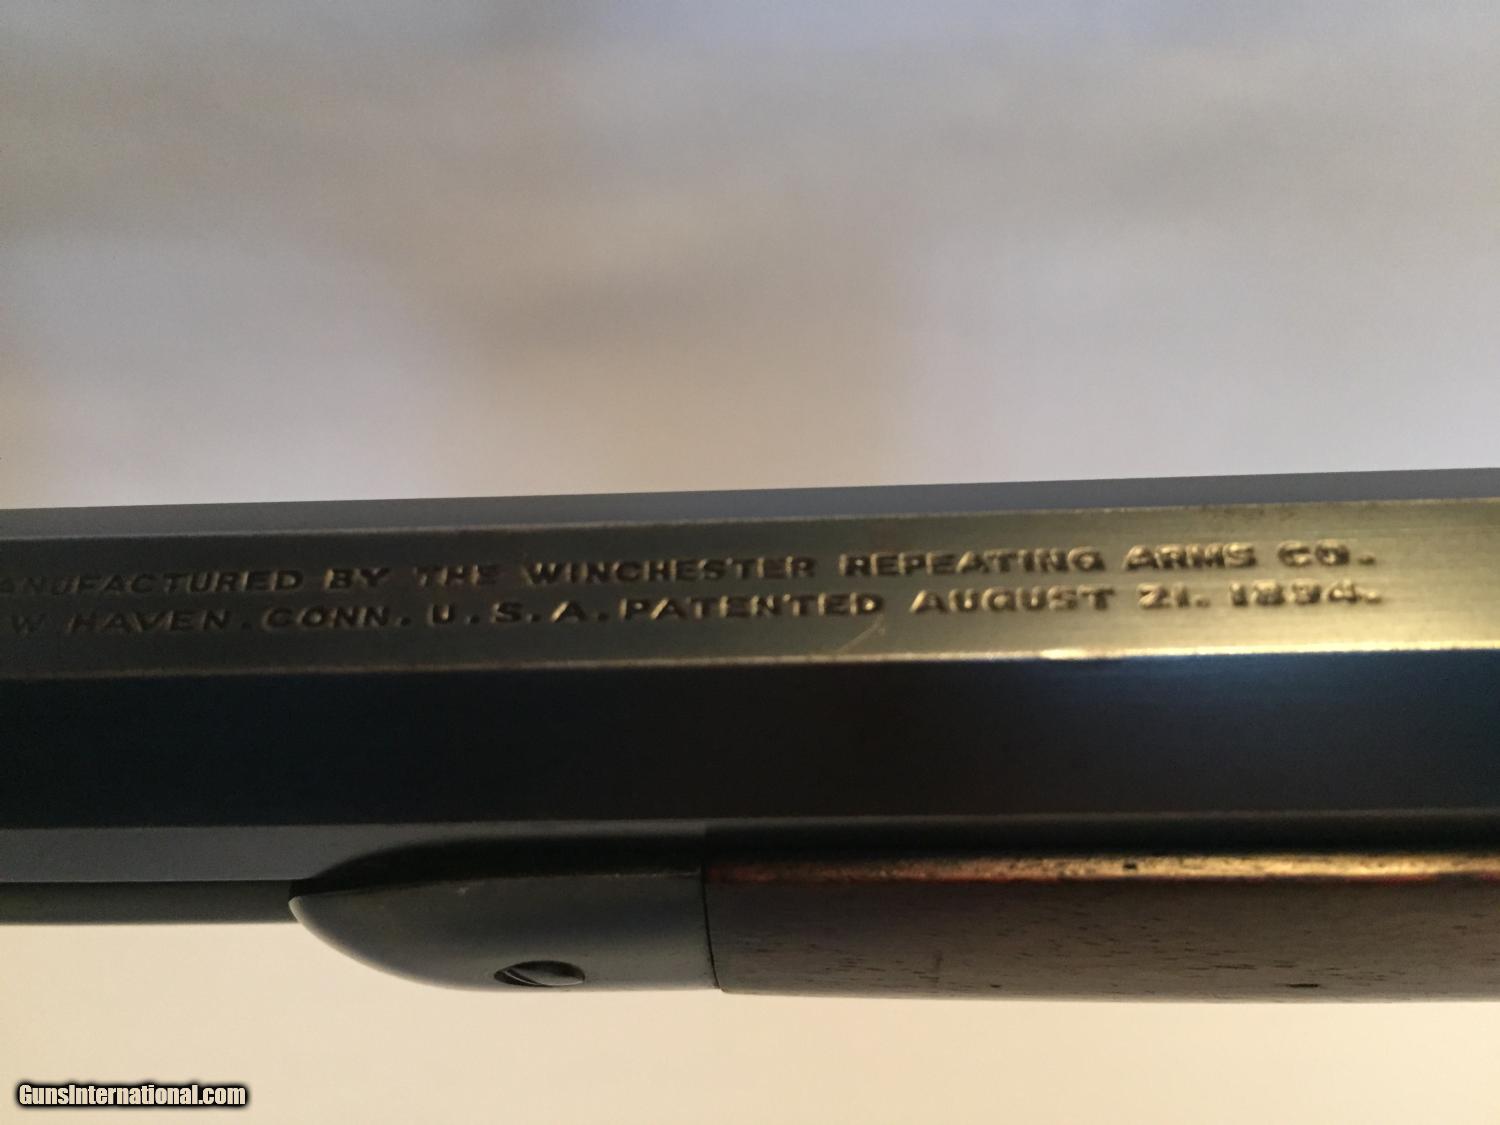 ANUFACTURED BY THE WINCHESTER REPEATING ARMS CO.
W HAVEN. CONN. U.S.A. PATENTED AUGUST 21. 1894.
GunsInternational.com